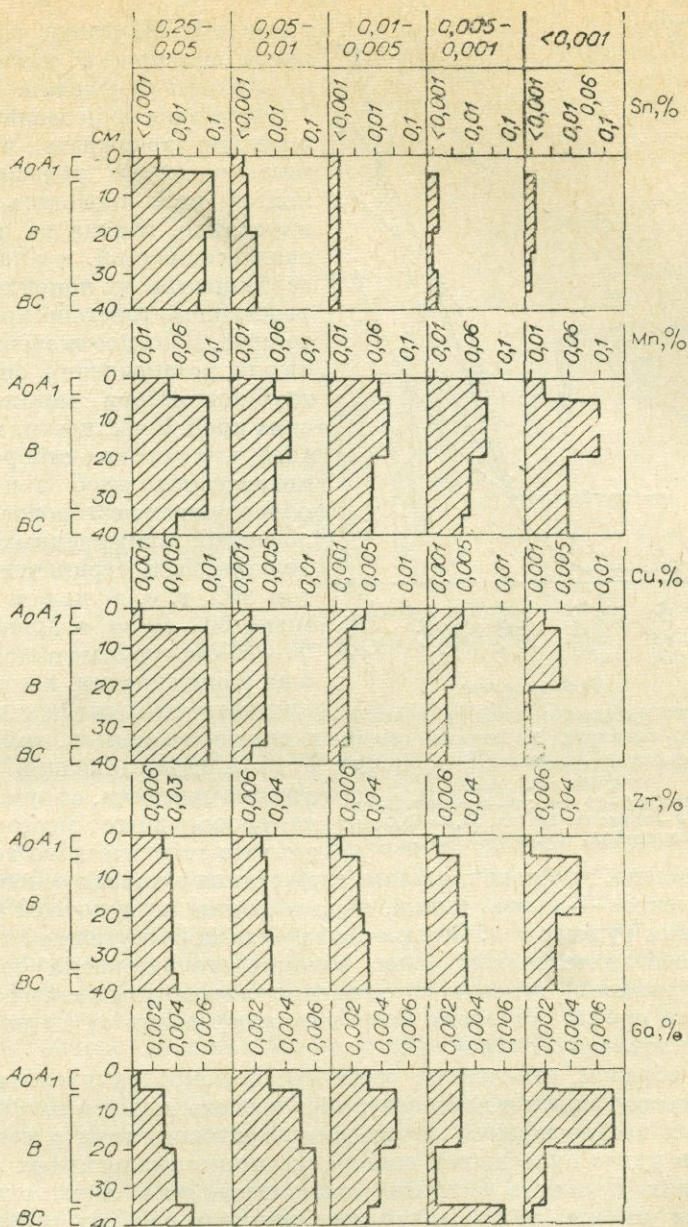 0,25– 0,05– 0,01– 0,005– <0,001
0,05 0,01 0,005 0,001
<0,001 0,01 0,1 <0,001 0,01 0,1 <0,001 0,01 0,1 <0,001 0,01 0,1 <0,001 0,01 0,06 0,1 Sn,%
см
A₀A₁ 0
10
B 20
30
BC 40
0,01 0,06 0,1 0,01 0,06 0,1 0,01 0,06 0,1 0,01 0,06 0,1 0,01 0,06 0,1 Mn,%
A₀A₁ 0
10
B 20
30
BC 40
0,001 0,005 0,01 0,001 0,005 0,01 0,001 0,005 0,01 0,001 0,005 0,01 0,001 0,005 0,01 Cu,%
A₀A₁ 0
10
B 20
30
BC 40
0,006 0,03 0,006 0,04 0,006 0,04 0,006 0,04 0,006 0,04 Zr,%
A₀A₁ 0
10
B 20
30
BC 40
0,002 0,004 0,006 0,002 0,004 0,006 0,002 0,004 0,006 0,002 0,004 0,006 0,002 0,004 0,006 Ga,%
A₀A₁ 0
10
B 20
30
BC 40